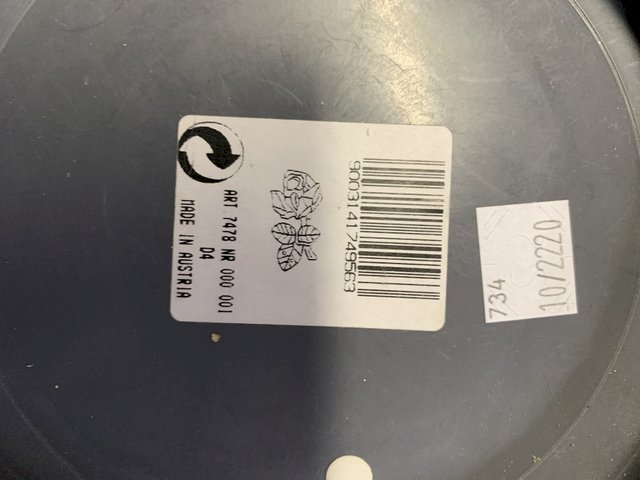 9003141749563
ART. 7478 NR 000 001
D4
MADE IN AUSTRIA
10/2220
734